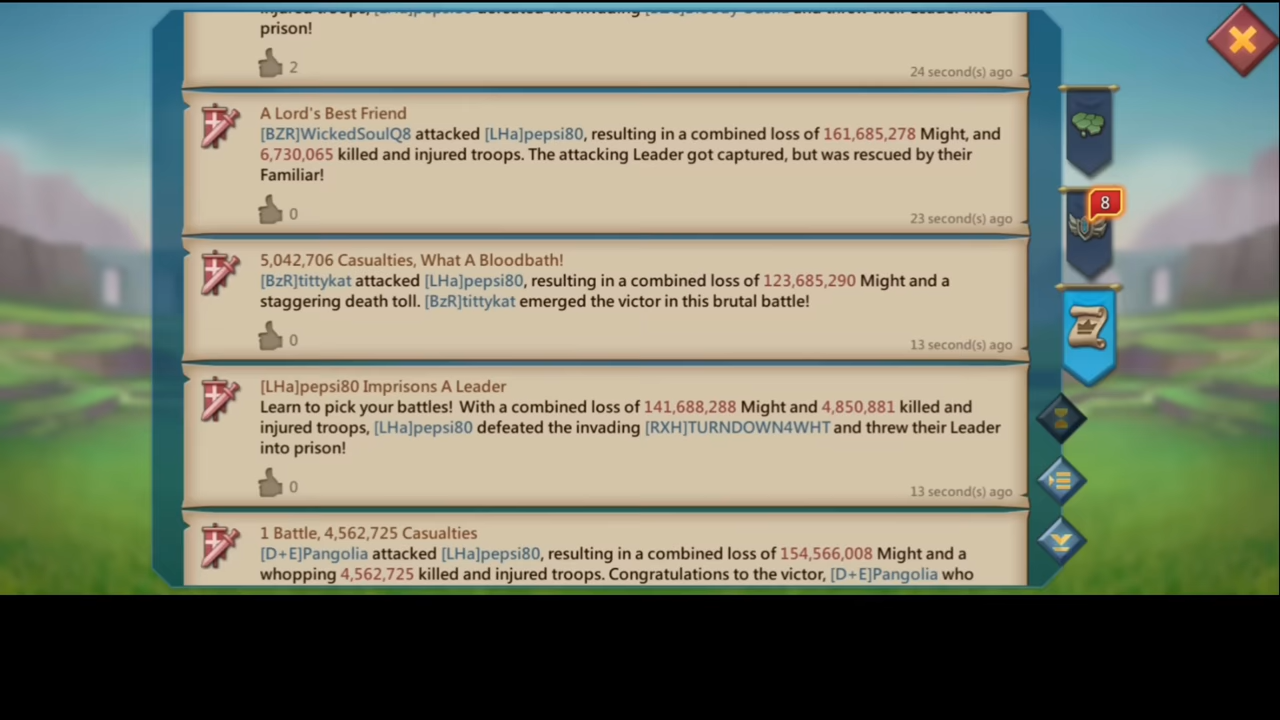 prison!
2
24 second(s) ago
A Lord's Best Friend
[BZR]WickedSoulQ8 attacked [LHa]pepsi80, resulting in a combined loss of 161,685,278 Might, and
6,730,065 killed and injured troops. The attacking Leader got captured, but was rescued by their
Familiar!
0
23 second(s) ago
8
5,042,706 Casualties, What A Bloodbath!
[BzR]tittykat attacked [LHa]pepsi80, resulting in a combined loss of 123,685,290 Might and a
staggering death toll. [BzR]tittykat emerged the victor in this brutal battle!
0
13 second(s) ago
[LHa]pepsi80 Imprisons A Leader
Learn to pick your battles! With a combined loss of 141,688,288 Might and 4,850,881 killed and
injured troops, [LHa]pepsi80 defeated the invading [RXH]TURNDOWN4WHT and threw their Leader
into prison!
0
13 second(s) ago
1 Battle, 4,562,725 Casualties
[D+E]Pangolia attacked [LHa]pepsi80, resulting in a combined loss of 154,566,008 Might and a
whopping 4,562,725 killed and injured troops. Congratulations to the victor, [D+E]Pangolia who